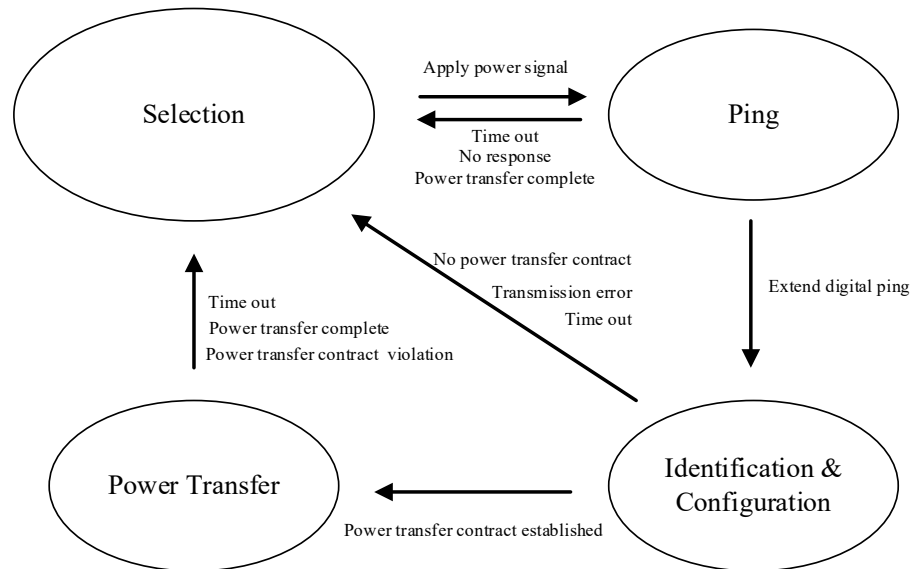 Selection
Apply power signal
Ping
Time out
No response
Power transfer complete
No power transfer contract
Transmission error
Time out
Extend digital ping
Time out
Power transfer complete
Power transfer contract violation
Power Transfer
Identification &
Configuration
Power transfer contract established